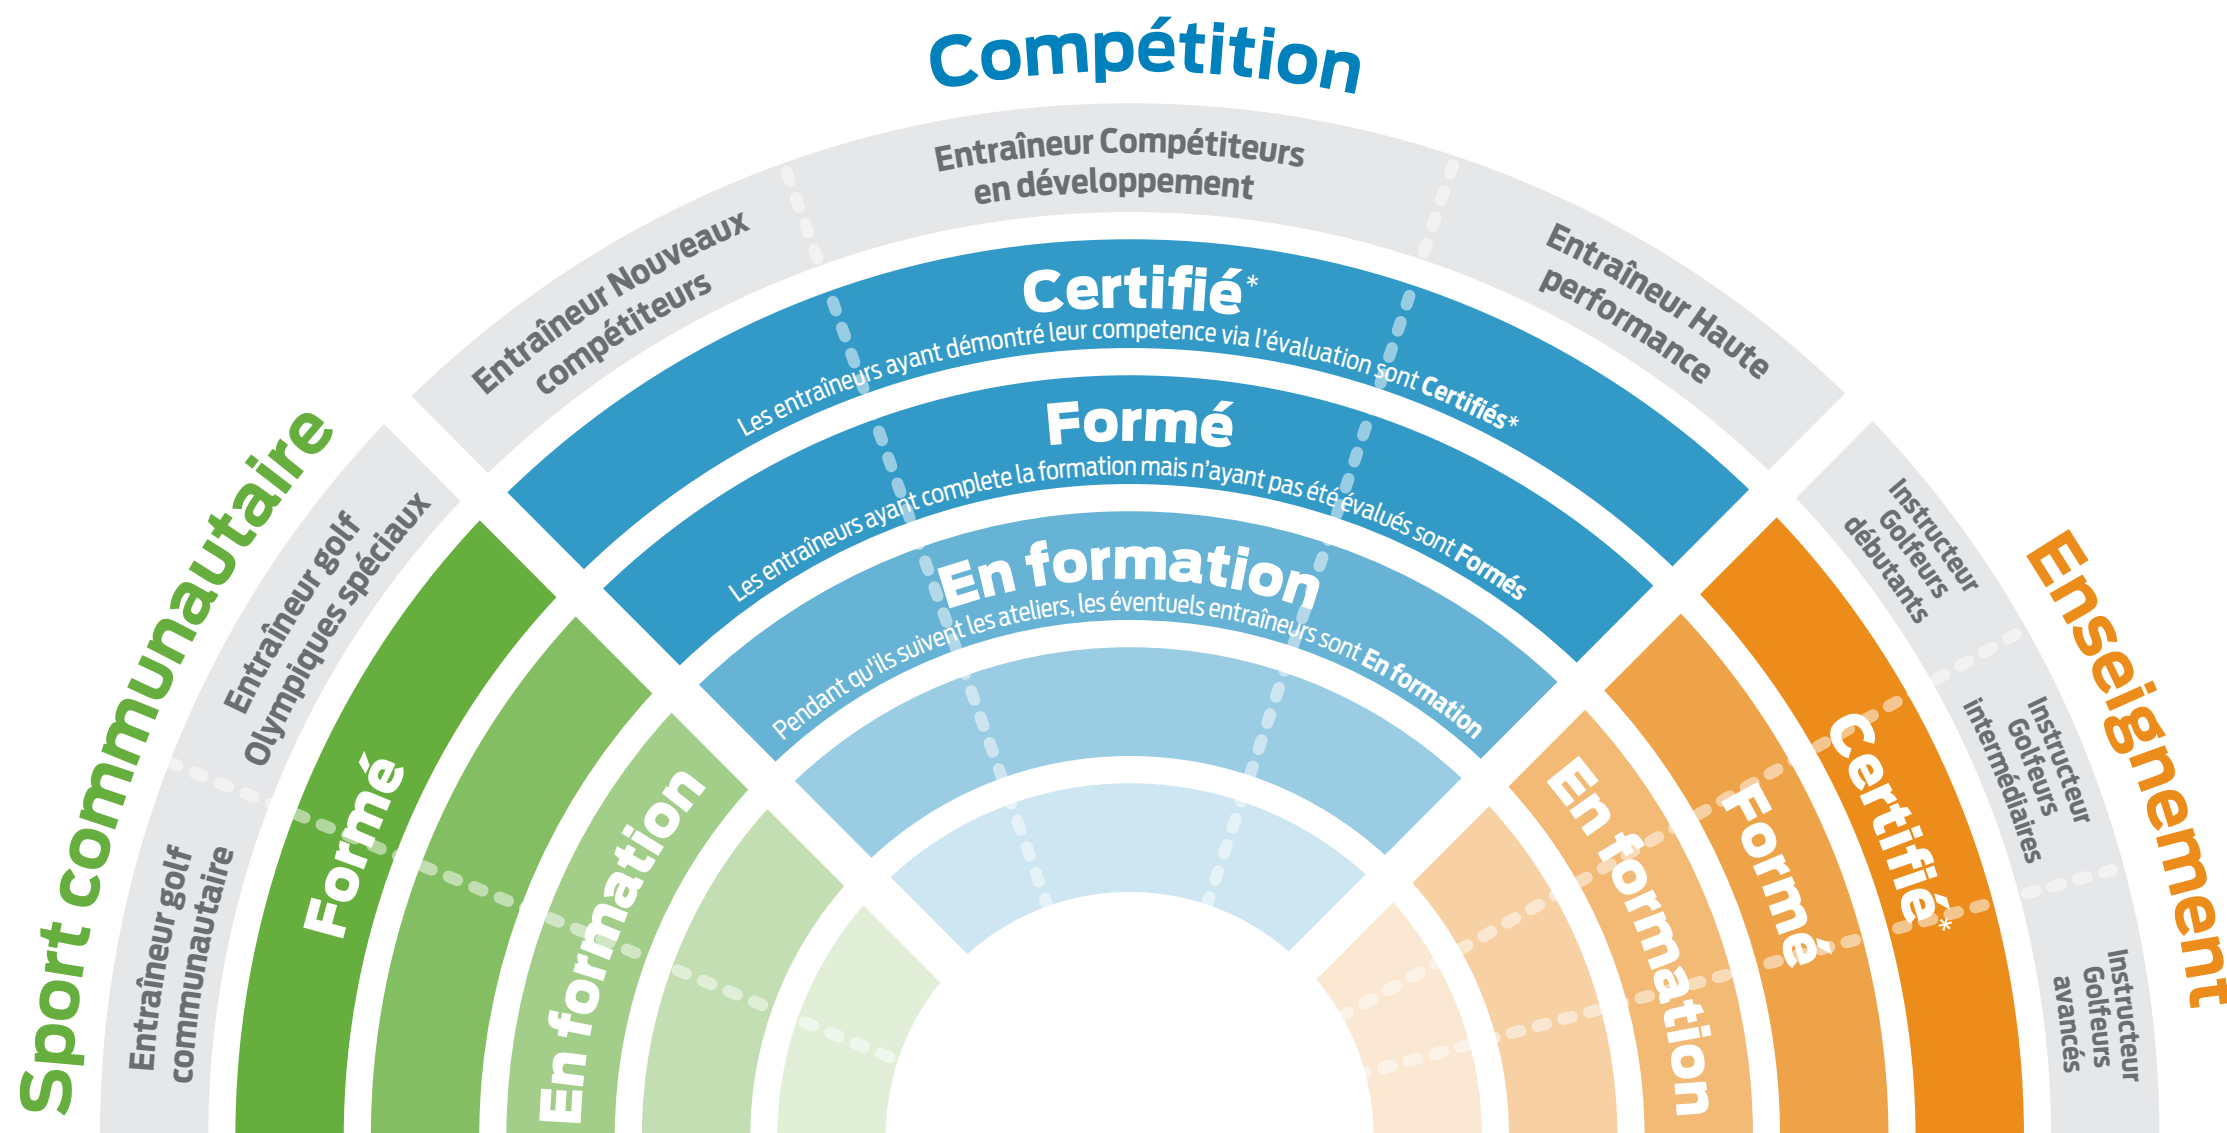 Compétition
Entraîneur Compétiteurs
en développement
Entraîneur Nouveaux
compétiteurs
Entraîneur Haute
performance
Certifié*
Les entraîneurs ayant démontré leur competence via l'évaluation sont Certifiés*
Formé
Les entraîneurs ayant complete la formation mais n'ayant pas été évalués sont Formés
En formation
Pendant qu'ils suivent les ateliers, les éventuels entraîneurs sont En formation
Sport communautaire
Entraîneur golf
Olympiques spéciaux
Entraîneur golf
communautaire
Formé
En formation
Enseignement
Instructeur
Golfeurs
débutants
Instructeur
Golfeurs
intermédiaires
Instructeur
Golfeurs
avancés
Certifié*
Formé
En formation